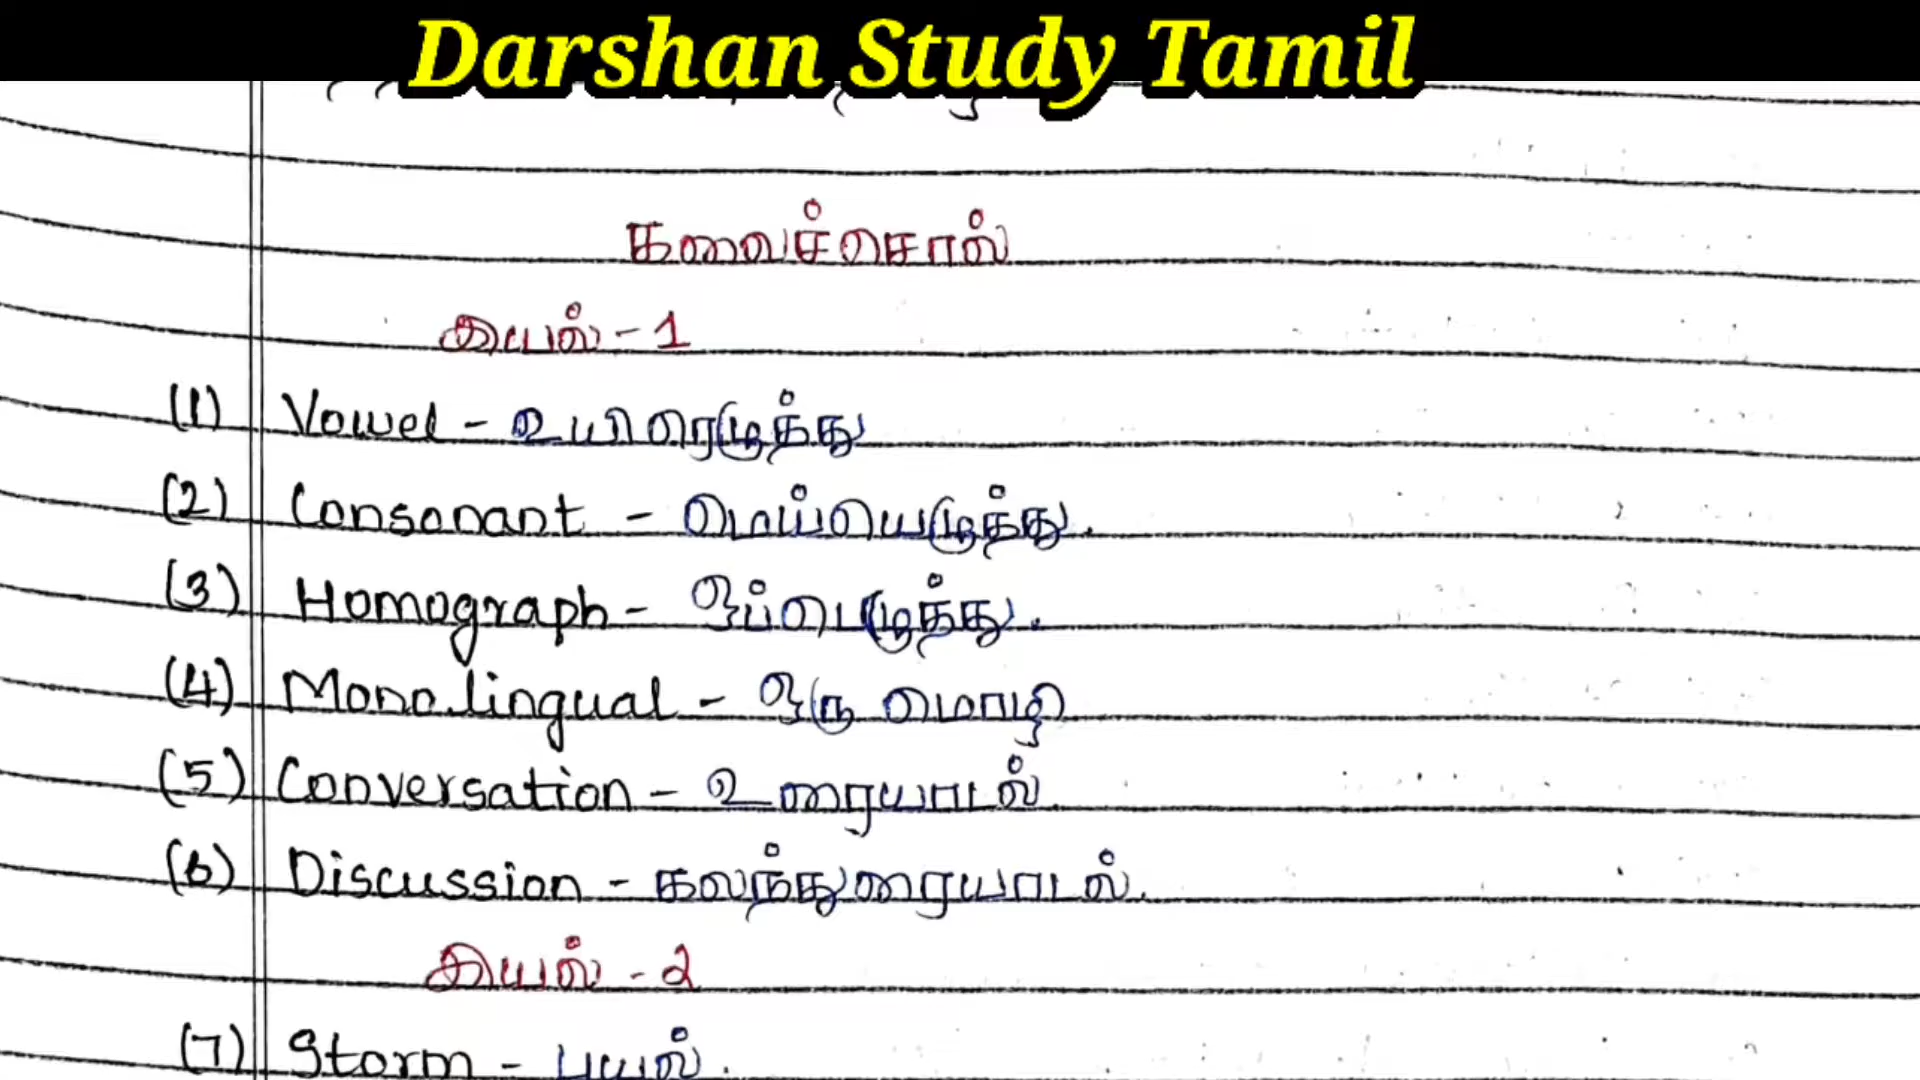 Darshan Study Tamil
கலைச்சொல்
இயல் - 1
(1) Vowel - உயிரெழுத்து
(2) Consonant - மெய்யெழுத்து.
(3) Homograph - ஒப்பெழுத்து.
(4) Monolingual - ஒரு மொழி
(5) Conversation - உரையாடல்
(6) Discussion - கலந்துரையாடல்.
இயல் - 2
(7) Storm - புயல்.